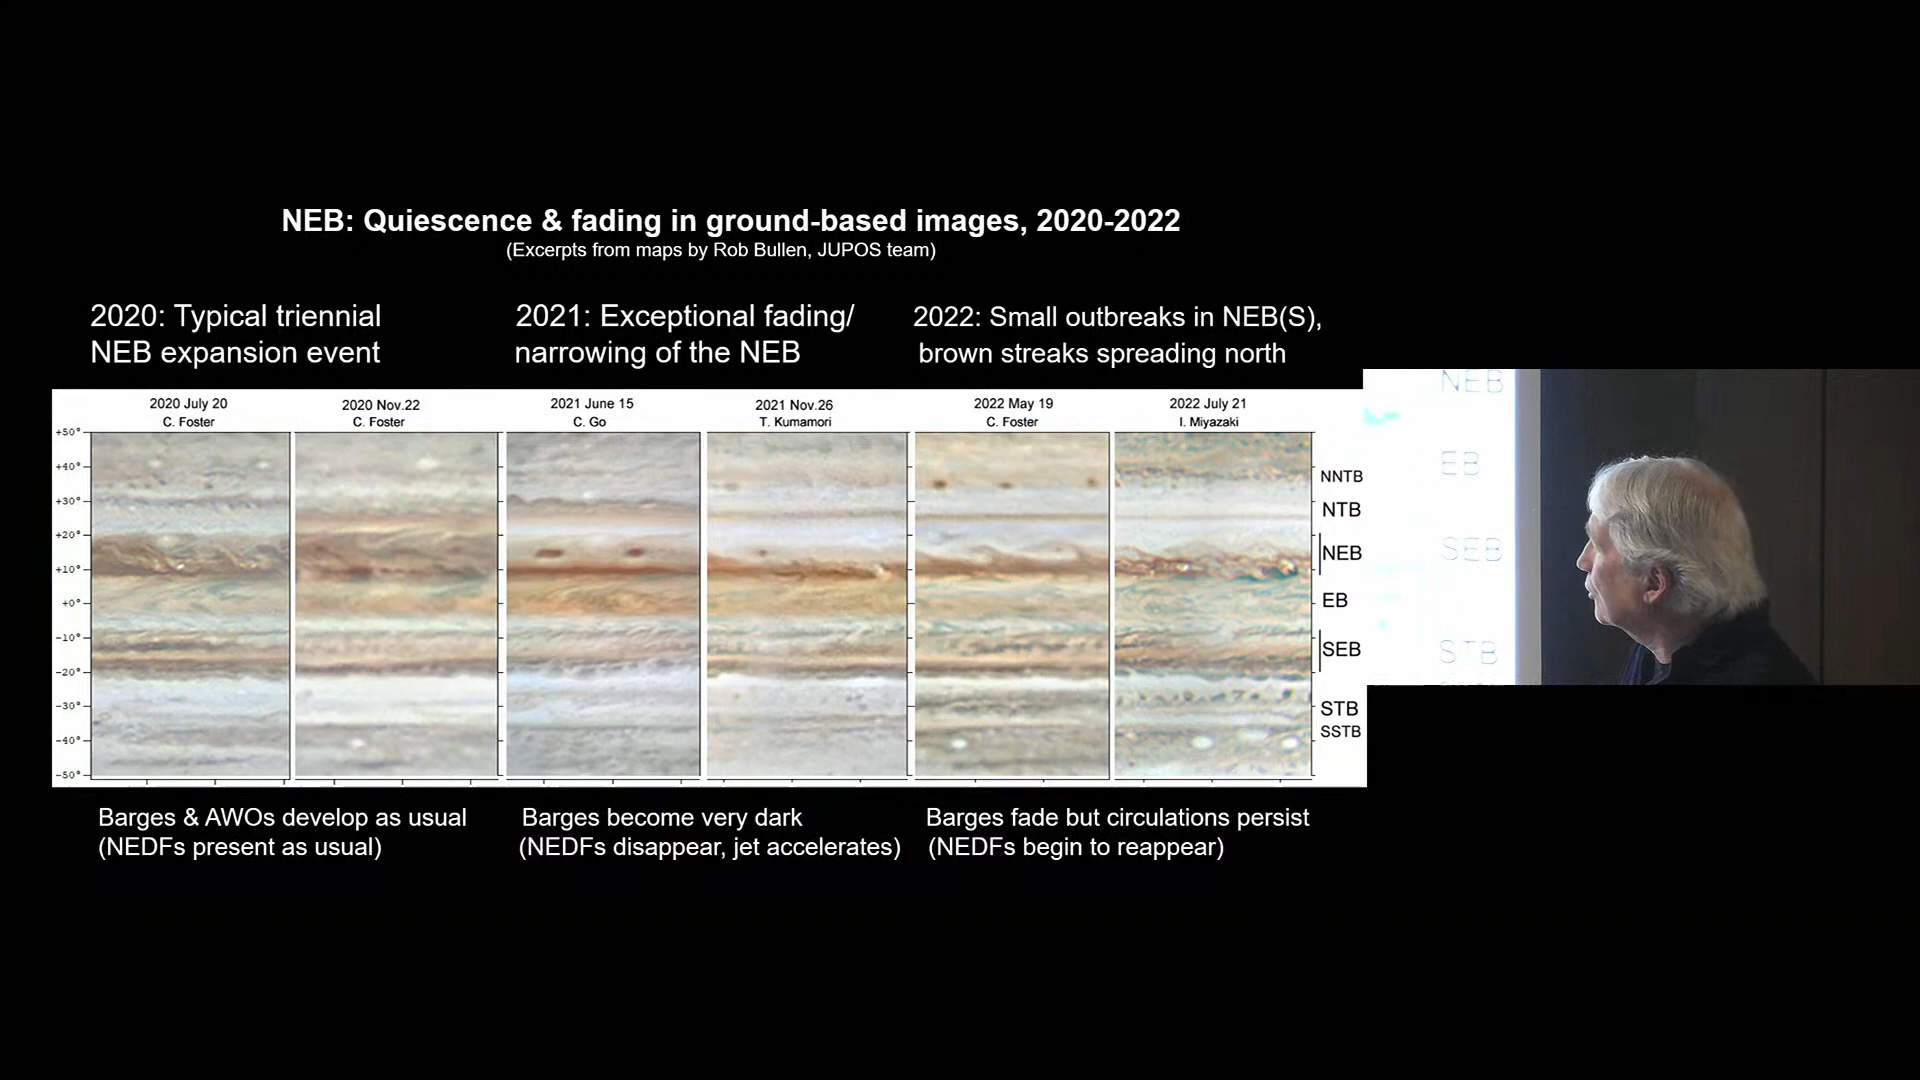 NEB: Quiescence & fading in ground-based images, 2020-2022
(Excerpts from maps by Rob Bullen, JUPOS team)
2020: Typical triennial
NEB expansion event
2021: Exceptional fading/
narrowing of the NEB
2022: Small outbreaks in NEB(S),
brown streaks spreading north
2020 July 20
C. Foster
2020 Nov.22
C. Foster
2021 June 15
C. Go
2021 Nov.26
T. Kumamori
2022 May 19
C. Foster
2022 July 21
I. Miyazaki
+50°
+40°
+30°
+20°
+10°
+0°
-10°
-20°
-30°
-40°
-50°
NNTB
NTB
NEB
EB
SEB
STB
SSTB
NEB
EB
SEB
STB
Barges & AWOs develop as usual
(NEDFs present as usual)
Barges become very dark
(NEDFs disappear, jet accelerates)
Barges fade but circulations persist
(NEDFs begin to reappear)